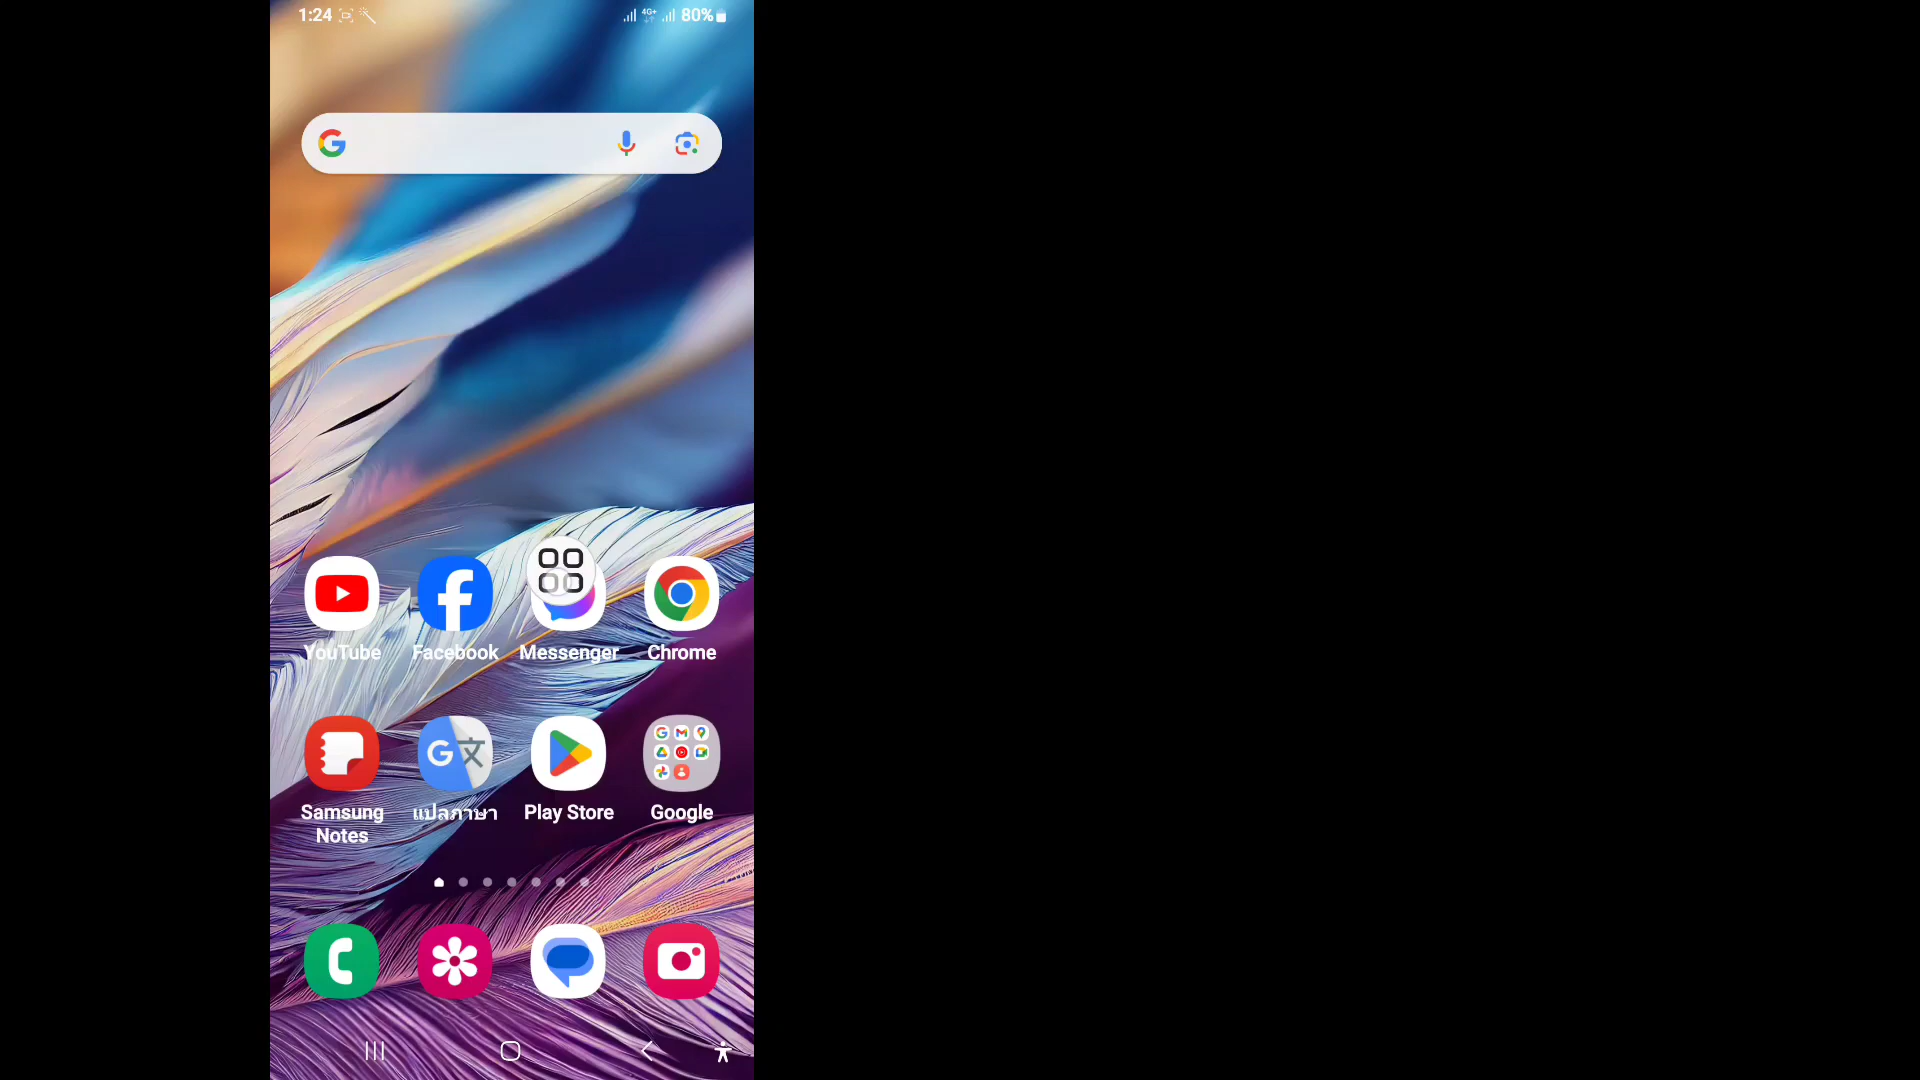 1:24
4G+
80%
YouTube
Facebook
Messenger
Chrome
Samsung
Notes
แปลภาษา
Play Store
Google